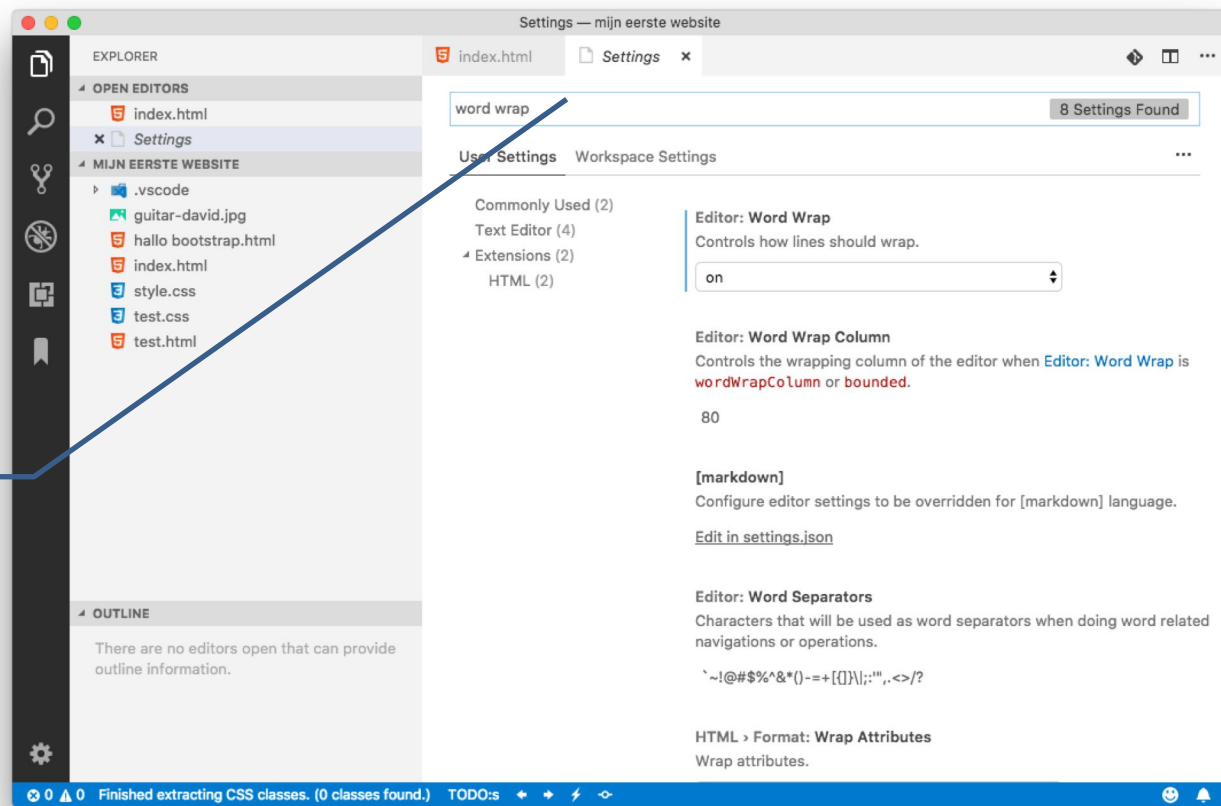 Settings — mijn eerste website
EXPLORER
OPEN EDITORS
index.html
Settings
MIJN EERSTE WEBSITE
.vscode
guitar-david.jpg
hallo bootstrap.html
index.html
style.css
test.css
test.html
OUTLINE
There are no editors open that can provide
outline information.
index.html
Settings
word wrap
8 Settings Found
User Settings Workspace Settings
Commonly Used (2)
Text Editor (4)
Extensions (2)
HTML (2)
Editor: Word Wrap
Controls how lines should wrap.
on
Editor: Word Wrap Column
Controls the wrapping column of the editor when Editor: Word Wrap is
wordWrapColumn or bounded.
80
[markdown]
Configure editor settings to be overridden for [markdown] language.
Edit in settings.json
Editor: Word Separators
Characters that will be used as word separators when doing word related
navigations or operations.
`~!@#$%^&*()-=+[{]}\|;:'",.<>/?
HTML › Format: Wrap Attributes
Wrap attributes.
0 0 Finished extracting CSS classes. (0 classes found.) TODO:s